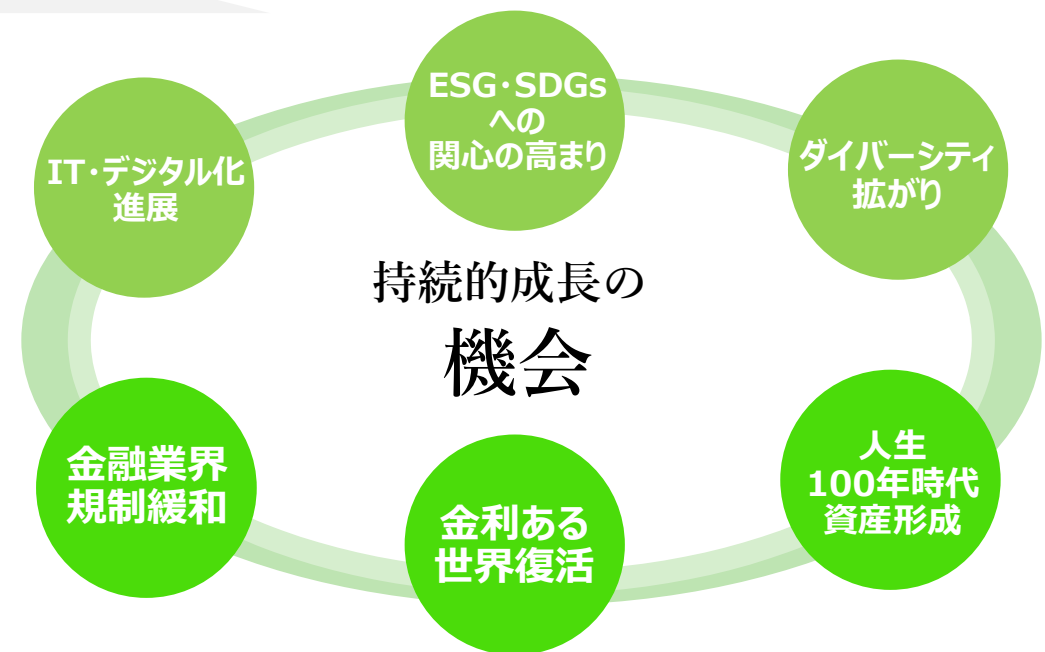 ESG・SDGs
への
関心の高まり
IT・デジタル化
進展
ダイバーシティ
拡がり
持続的成長の
機会
金融業界
規制緩和
金利ある
世界復活
人生
100年時代
資産形成